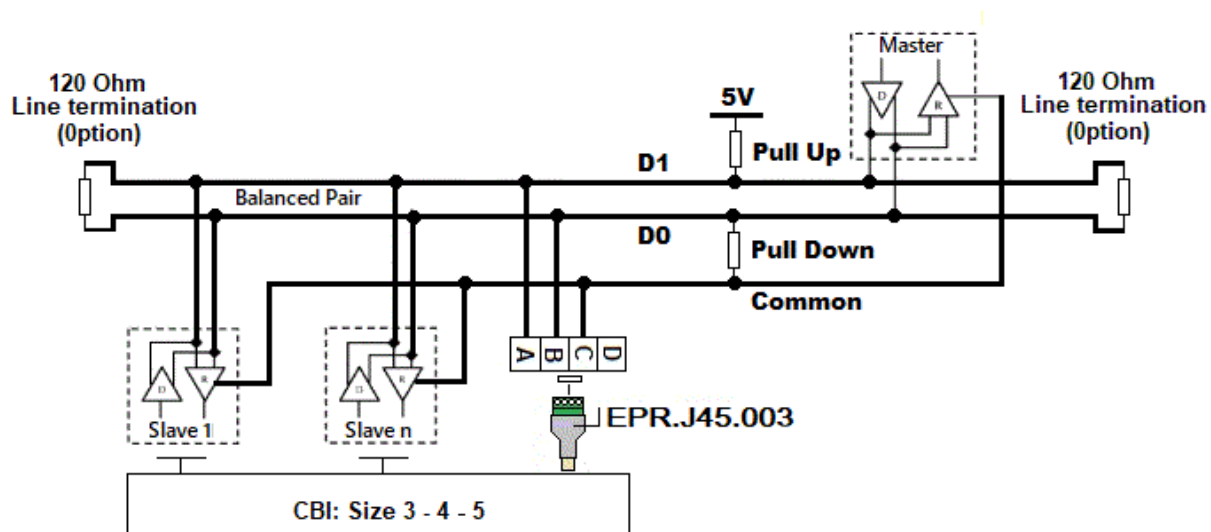 Master
120 Ohm
Line termination
(0ption)
120 Ohm
Line termination
(0ption)
5V
D
R
Pull Up
D1
Balanced Pair
D0
Pull Down
Common
A B C D
D
R
D
R
Slave 1
Slave n
EPR.J45.003
CBI: Size 3 - 4 - 5